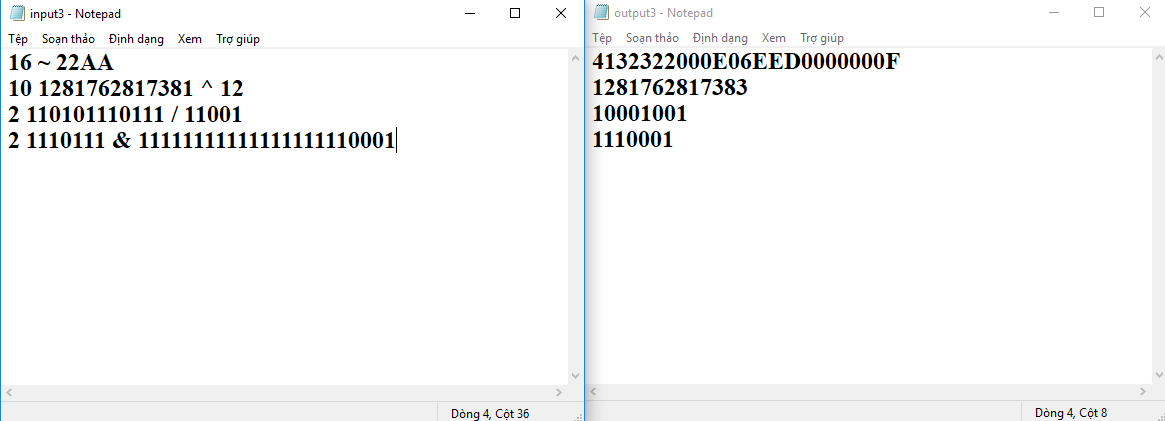 input3 - Notepad
Tệp Soạn thảo Định dạng Xem Trợ giúp
16 ~ 22AA
10 1281762817381 ^ 12
2 110101110111 / 11001
2 1110111 & 11111111111111111110001
Dòng 4, Cột 36
output3 - Notepad
Tệp Soạn thảo Định dạng Xem Trợ giúp
4132322000E06EED0000000F
1281762817383
10001001
1110001
Dòng 4, Cột 8